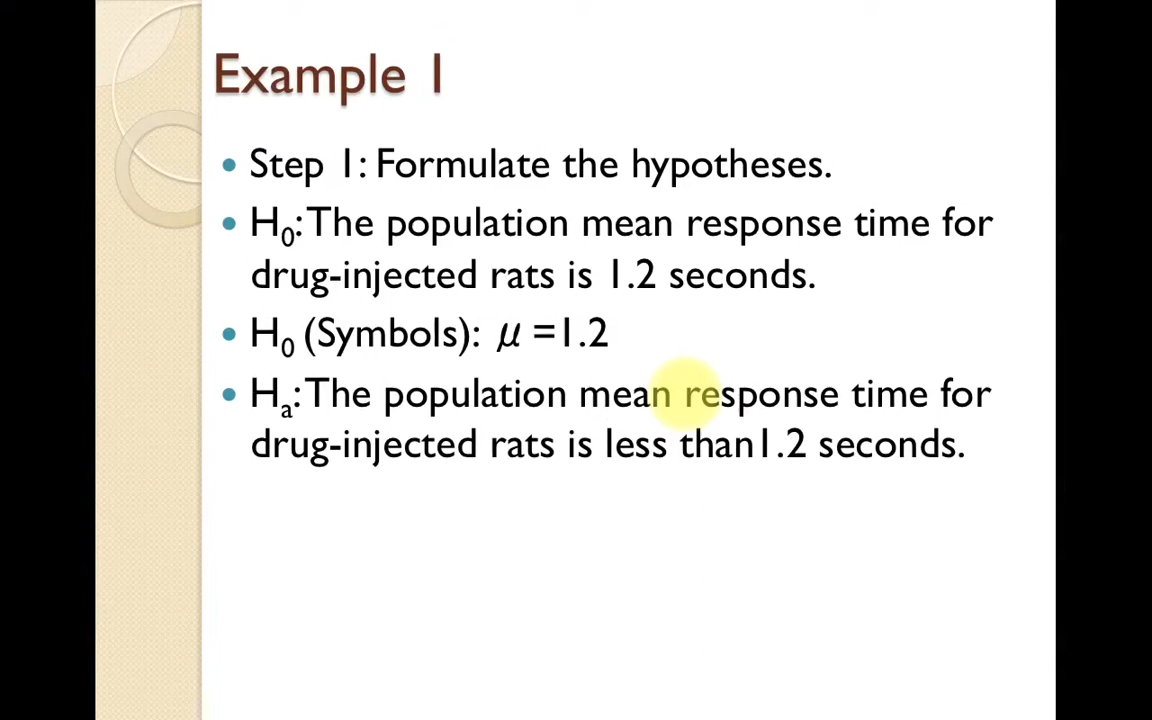 Example 1
• Step 1: Formulate the hypotheses.
• H₀: The population mean response time for
drug-injected rats is 1.2 seconds.
• H₀ (Symbols): μ =1.2
• Hₐ: The population mean response time for
drug-injected rats is less than1.2 seconds.